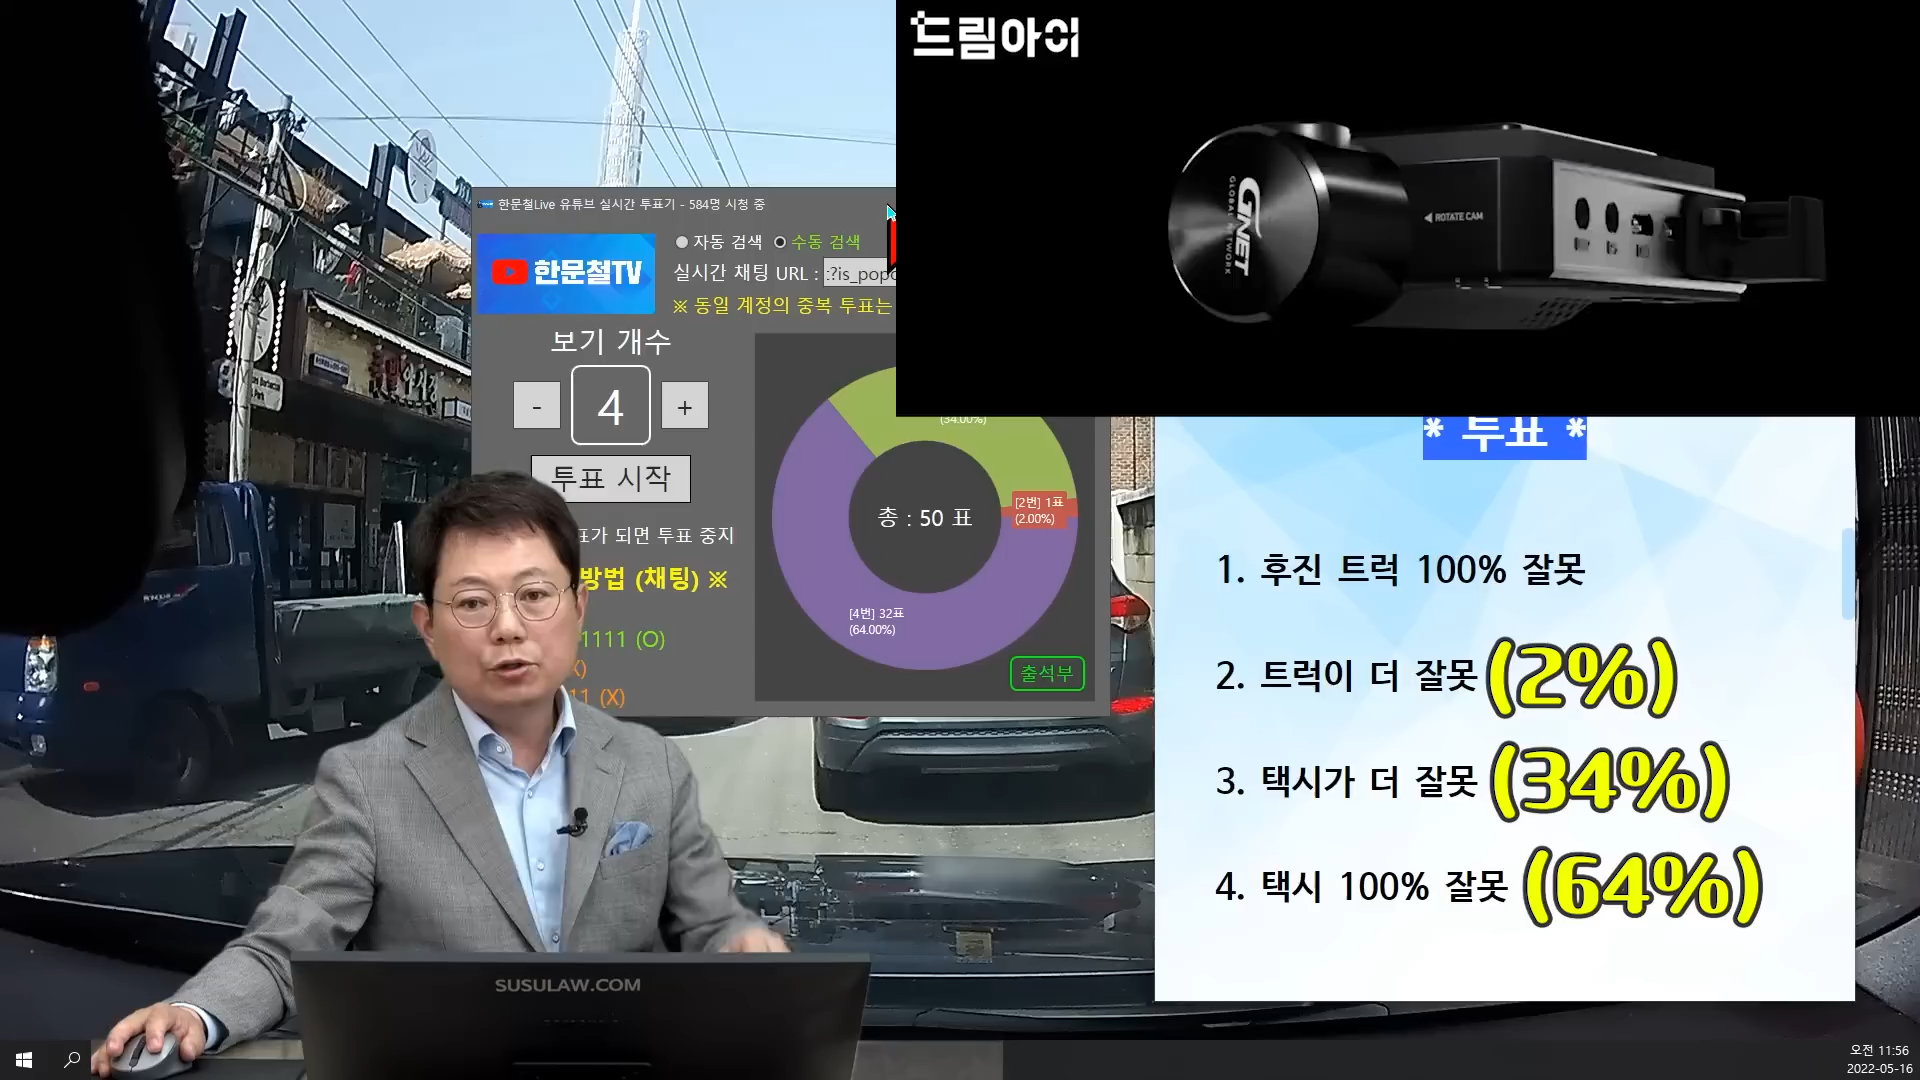 드림아이
GNET
GLOBAL NETWORK
ROTATE CAM
한문철Live 유튜브 실시간 투표기 - 584명 시청 중
한문철TV
자동 검색 수동 검색
실시간 채팅 URL : :?is_popo
※ 동일 계정의 중복 투표는
보기 개수
- 4 +
투표 시작
표가 되면 투표 중지
방법 (채팅) ※
1111 (O)
(X)
11 (X)
(34.00%)
[2번] 1표
(2.00%)
총 : 50 표
[4번] 32표
(64.00%)
출석부
* 투표 *
1. 후진 트럭 100% 잘못
2. 트럭이 더 잘못 (2%)
3. 택시가 더 잘못 (34%)
4. 택시 100% 잘못 (64%)
SUSULAW.COM
오전 11:56
2022-05-16